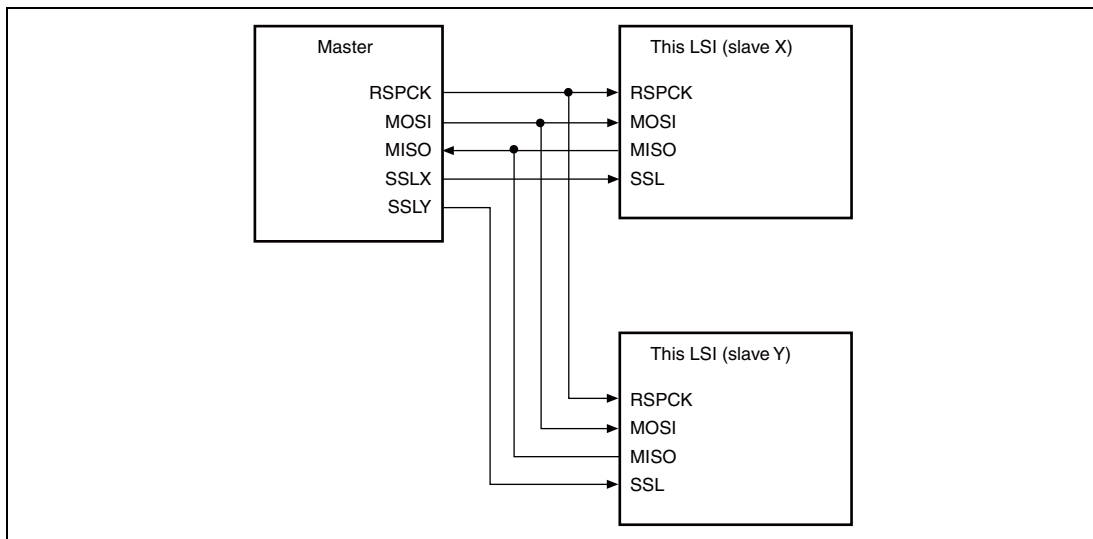 Master
RSPCK
MOSI
MISO
SSLX
SSLY
This LSI (slave X)
RSPCK
MOSI
MISO
SSL
This LSI (slave Y)
RSPCK
MOSI
MISO
SSL